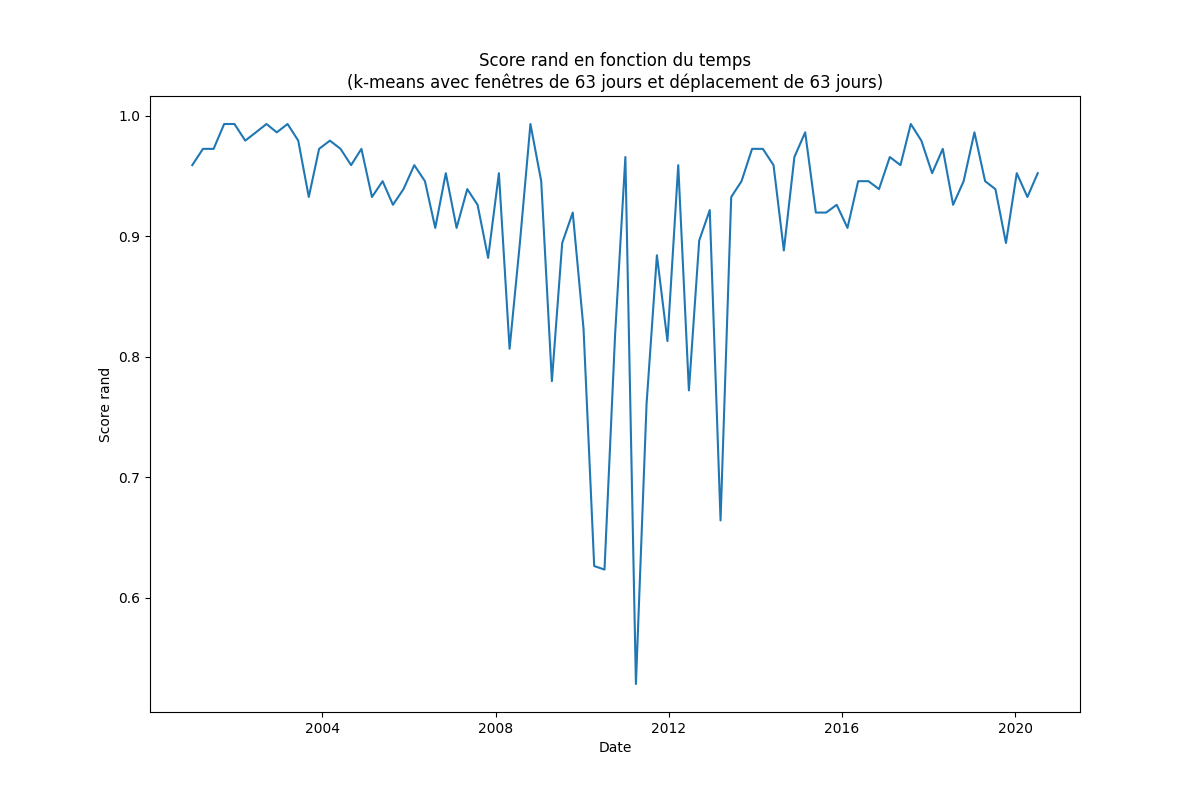 Score rand en fonction du temps
(k-means avec fenêtres de 63 jours et déplacement de 63 jours)
1.0
0.9
0.8
0.7
0.6
Score rand
2004
2008
2012
2016
2020
Date